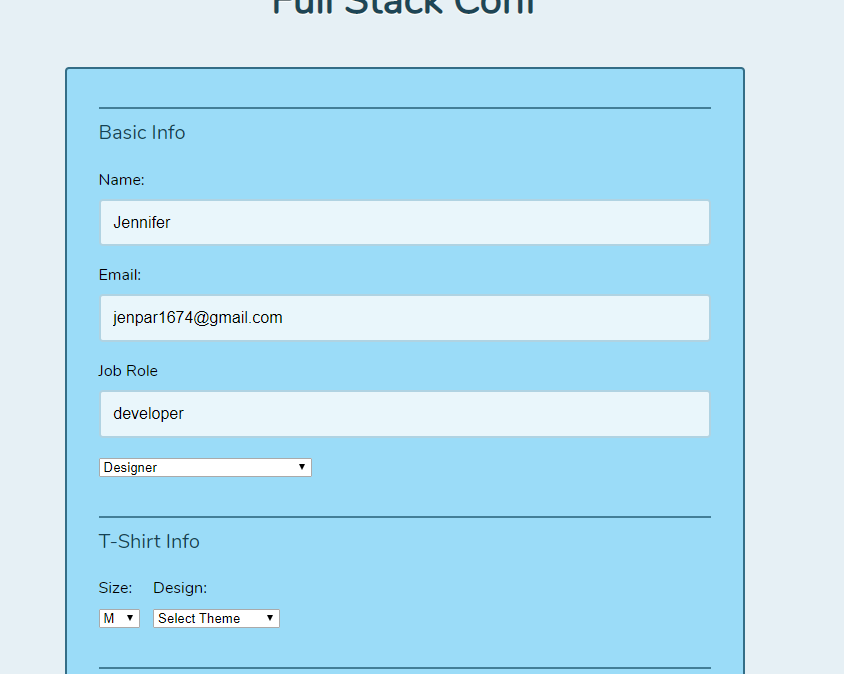 Full Stack Conf
Basic Info
Name:
Jennifer
Email:
jenpar1674@gmail.com
Job Role
developer
Designer
T-Shirt Info
Size: Design:
M Select Theme